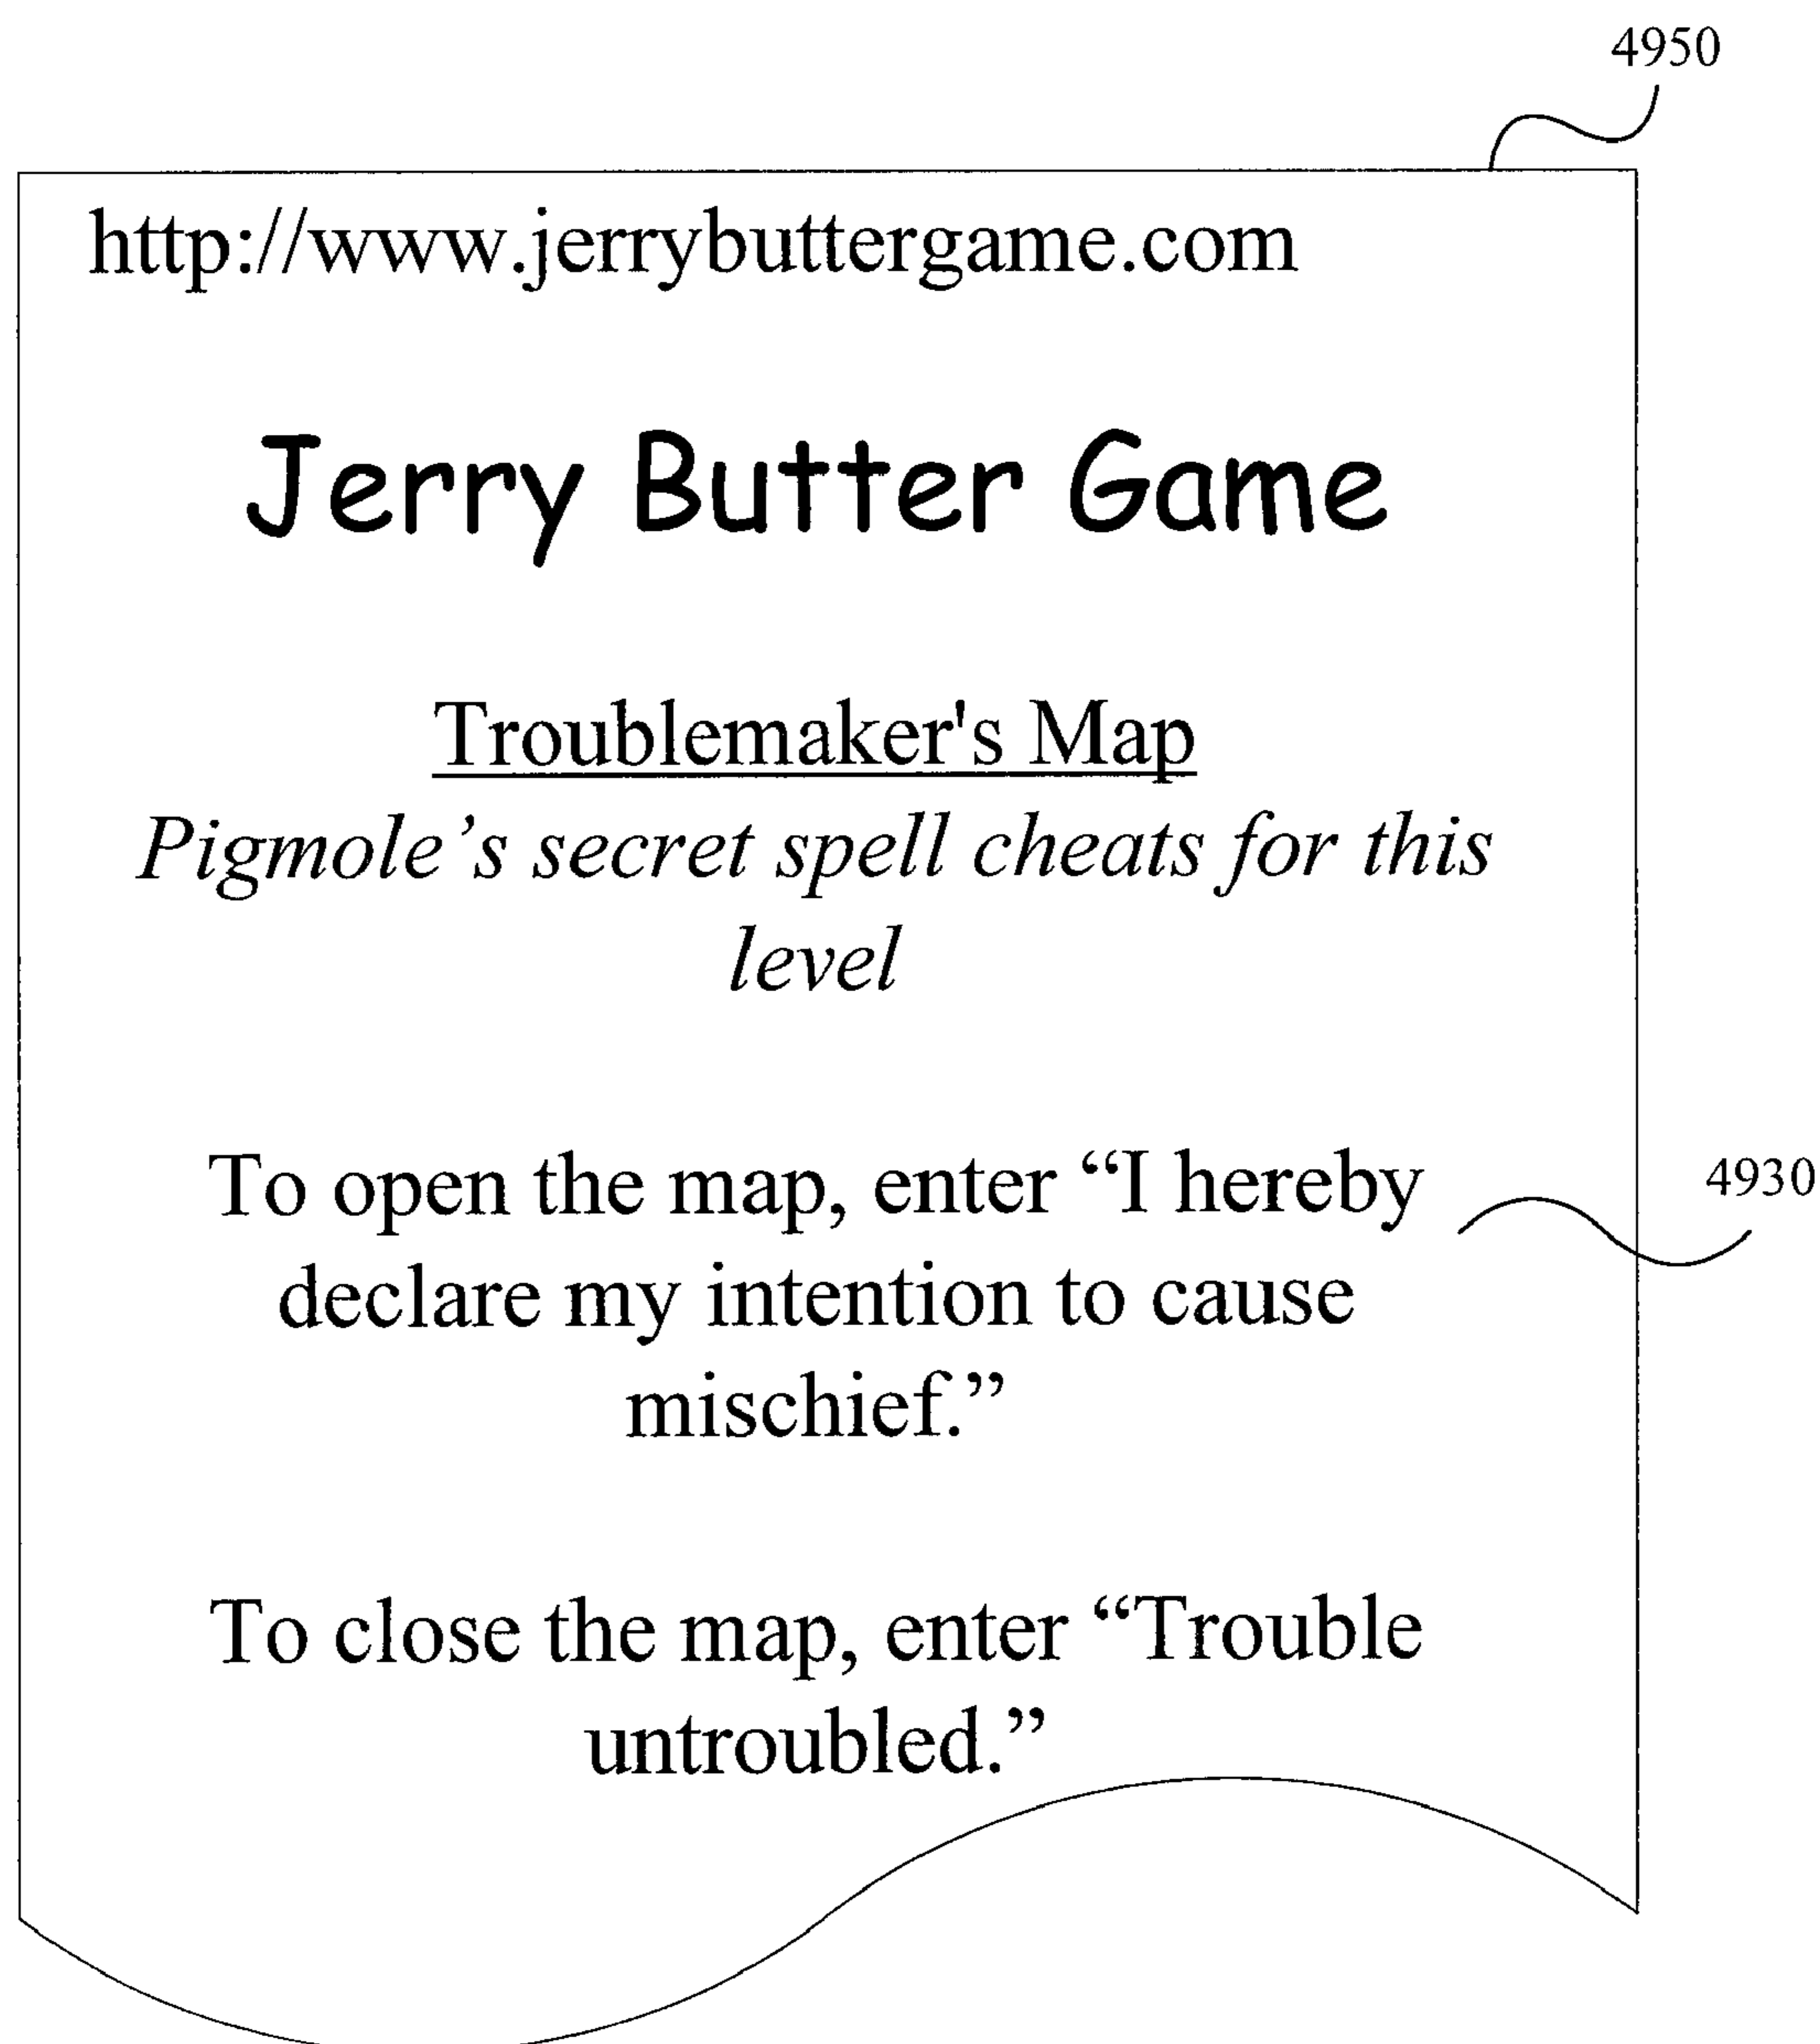 4950
http://www.jerrybuttergame.com
Jerry Butter Game
Troublemaker's Map
Pigmole’s secret spell cheats for this
level
To open the map, enter “I hereby
4930
declare my intention to cause
mischief.”
To close the map, enter “Trouble
untroubled.”